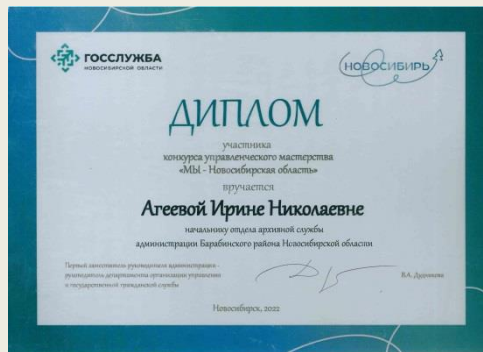 ГОССЛУЖБА
НОВОСИБИРСКОЙ ОБЛАСТИ
НОВОСИБИРЬ
ДИПЛОМ
участника
конкурса управленческого мастерства
«МЫ - Новосибирская область»
вручается
Агеевой Ирине Николаевне
начальнику отдела архивной службы
администрации Барабинского района Новосибирской области
Первый заместитель руководителя администрации -
руководитель департамента организации управления
и государственной гражданской службы
В.А. Дудникова
Новосибирск, 2022